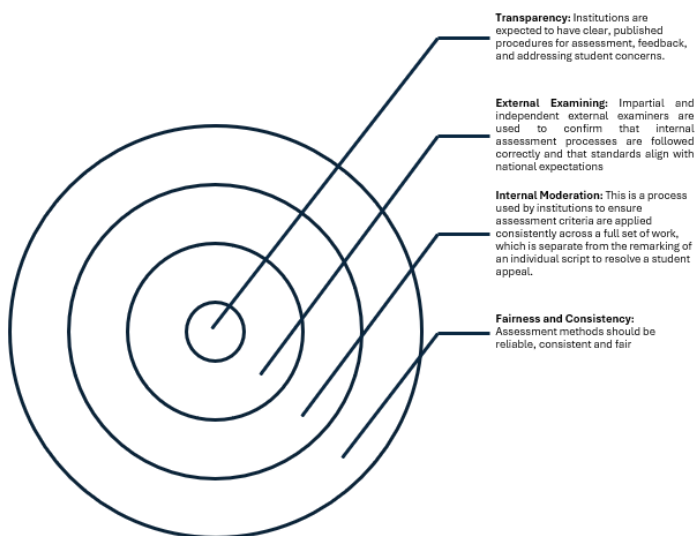 Transparency: Institutions are
expected to have clear, published
procedures for assessment, feedback,
and addressing student concerns.
External Examining: Impartial and
independent external examiners are
used to confirm that internal
assessment processes are followed
correctly and that standards align with
national expectations
Internal Moderation: This is a process
used by institutions to ensure
assessment criteria are applied
consistently across a full set of work,
which is separate from the remarking of
an individual script to resolve a student
appeal.
Fairness and Consistency:
Assessment methods should be
reliable, consistent and fair